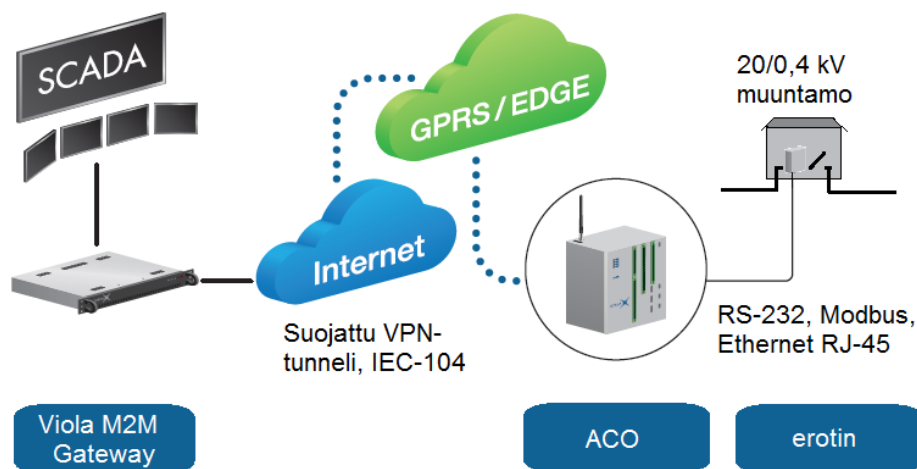 SCADA
GPRS / EDGE
20/0,4 kV
muuntamo
Internet
Suojattu VPN-
tunneli, IEC-104
RS-232, Modbus,
Ethernet RJ-45
Viola M2M
Gateway
ACO
erotin